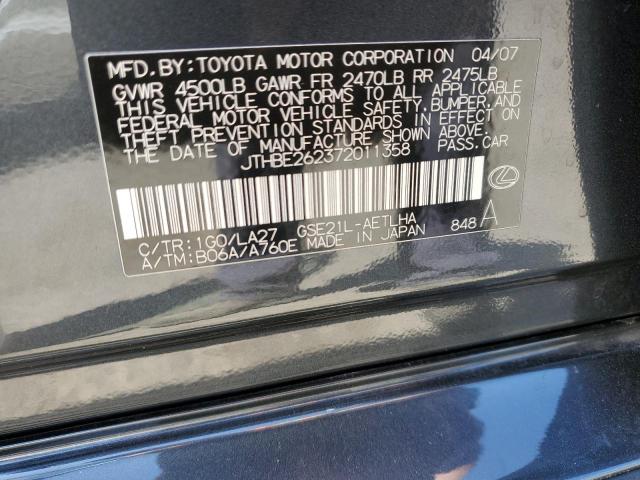 MFD.BY:TOYOTA MOTOR CORPORATION 04/07
GVWR 4500LB GAWR FR 2470LB RR 2475LB
THIS VEHICLE CONFORMS TO ALL APPLICABLE
FEDERAL MOTOR VEHICLE SAFETY,BUMPER,AND
THEFT PREVENTION STANDARDS IN EFFECT ON
THE DATE OF MANUFACTURE SHOWN ABOVE.
JTHBE262372011358 PASS.CAR
C/TR:1G0/LA27 GSE21L-AETLHA
A/TM:B06A/A760E MADE IN JAPAN 848 A